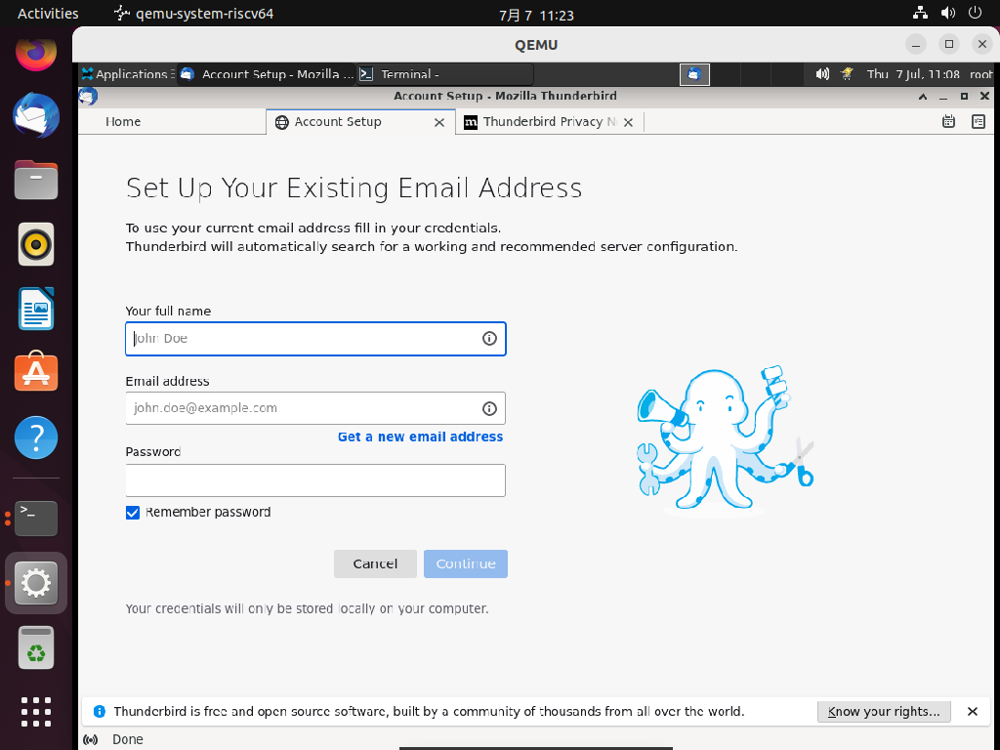 Activities
qemu-system-riscv64
7月 7 11:23
QEMU
Applications
Account Setup - Mozilla ...
Terminal -
Thu 7 Jul, 11:08
root
Account Setup - Mozilla Thunderbird
Home
Account Setup
Thunderbird Privacy N
Set Up Your Existing Email Address
To use your current email address fill in your credentials.
Thunderbird will automatically search for a working and recommended server configuration.
Your full name
John Doe
Email address
john.doe@example.com
Get a new email address
Password
Remember password
Cancel
Continue
Your credentials will only be stored locally on your computer.
Thunderbird is free and open source software, built by a community of thousands from all over the world.
Know your rights...
Done